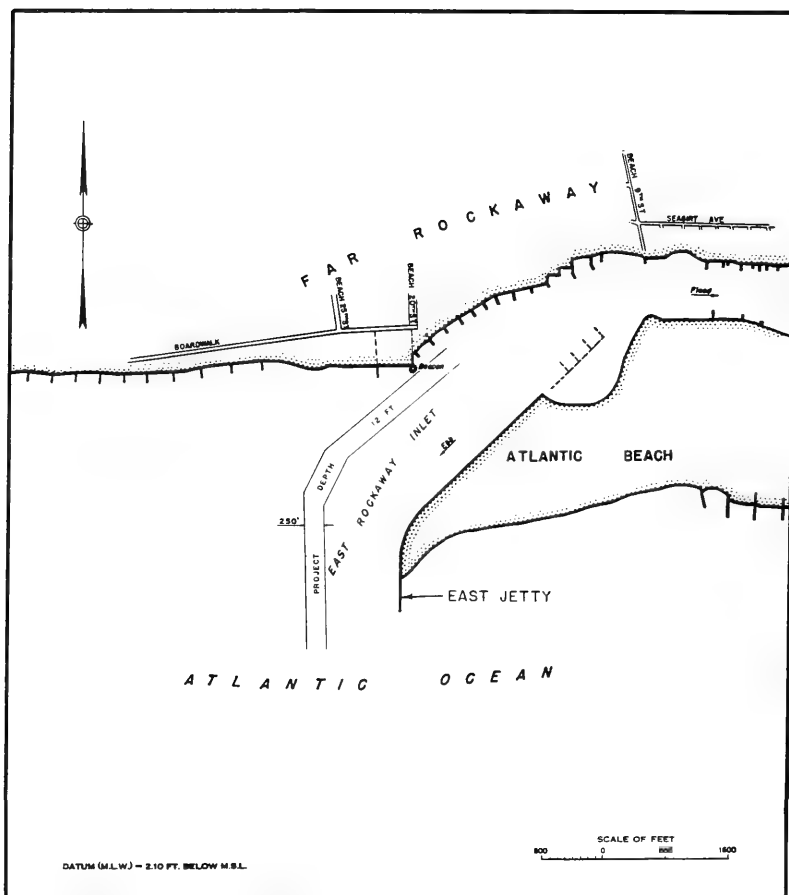 FAR ROCKAWAY
BEACH 9TH ST
SEAGIRT AVE
BEACH 25TH ST
BEACH 20TH ST
BOARDWALK
Flood
Beacon
12 FT
DEPTH
PROJECT
250'
EAST ROCKAWAY INLET
Ebb
ATLANTIC BEACH
EAST JETTY
ATLANTIC OCEAN
SCALE OF FEET
0
DATUM (M.L.W.) = 2.10 FT. BELOW M.S.L.